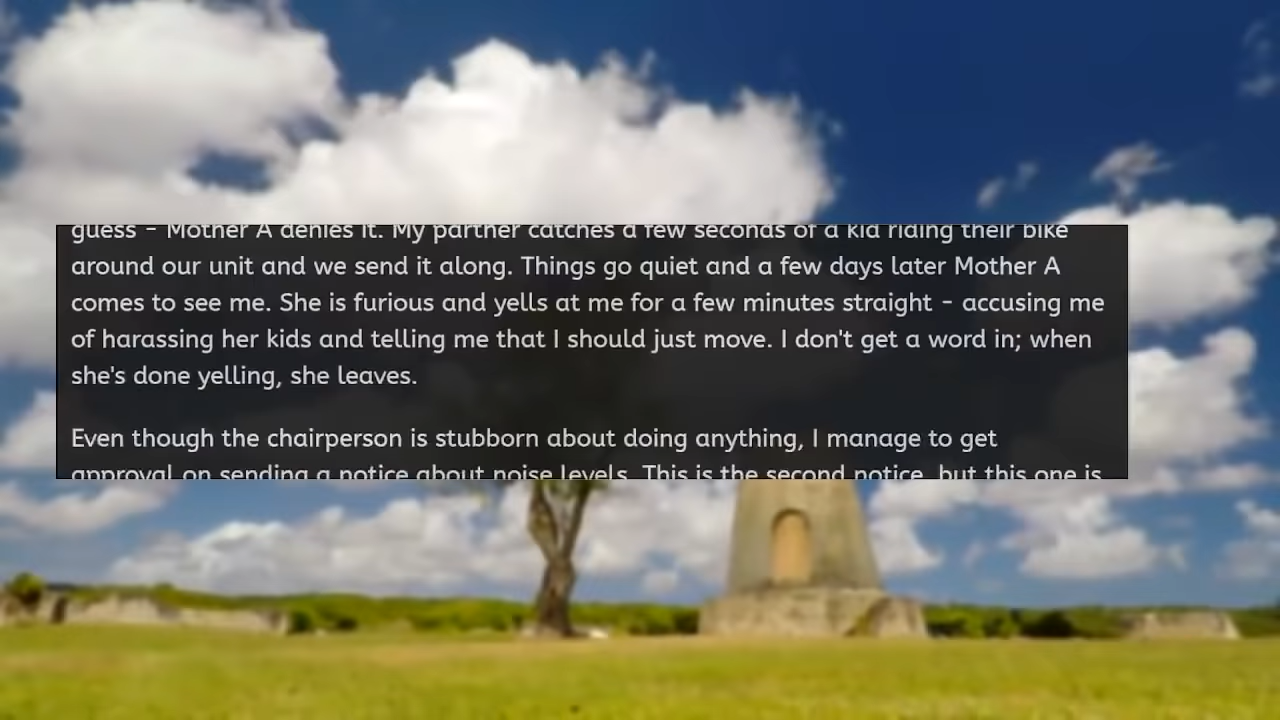 guess - Mother A denies it. My partner catches a few seconds of a kid riding their bike
around our unit and we send it along. Things go quiet and a few days later Mother A
comes to see me. She is furious and yells at me for a few minutes straight - accusing me
of harassing her kids and telling me that I should just move. I don't get a word in; when
she's done yelling, she leaves.
Even though the chairperson is stubborn about doing anything, I manage to get
approval on sending a notice about noise levels. This is the second notice, but this one is